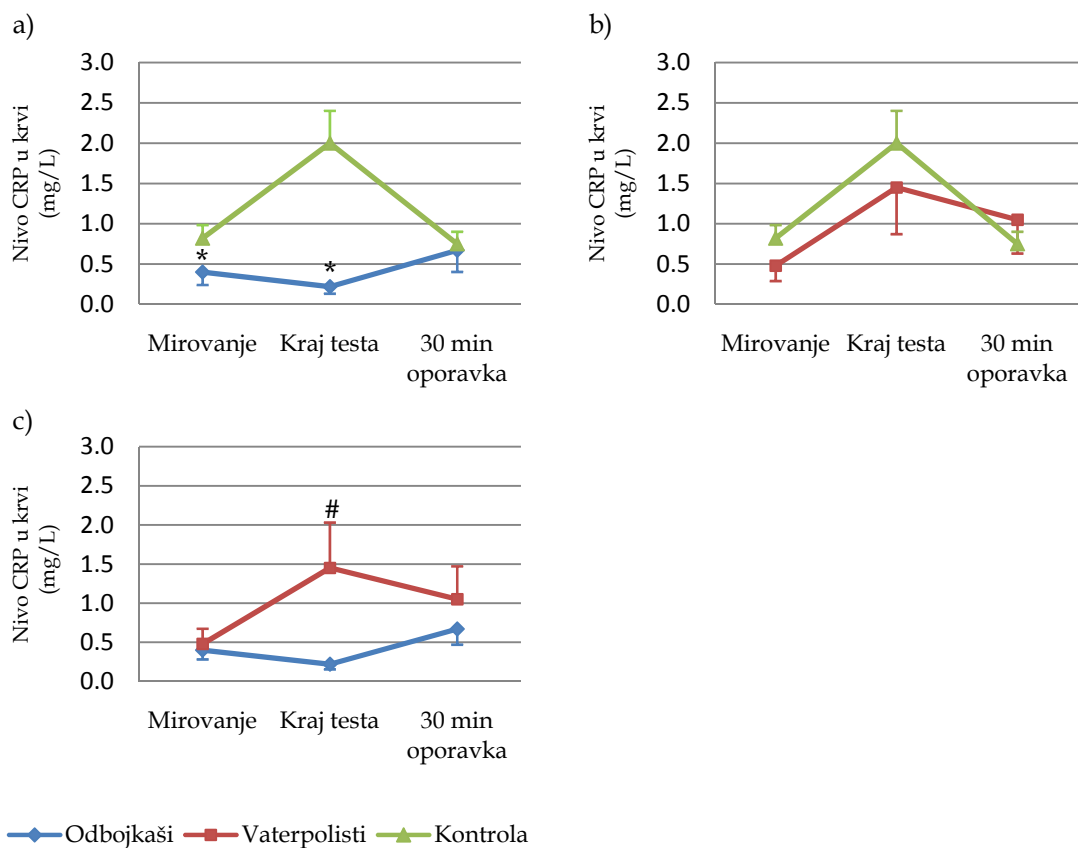 a)
Nivo CRP u krvi
(mg/L)
3.0
2.5
2.0
1.5
1.0
0.5
0.0
*
*
Mirovanje
Kraj testa
30 min
oporavka
b)
Nivo CRP u krvi
(mg/L)
3.0
2.5
2.0
1.5
1.0
0.5
0.0
Mirovanje
Kraj testa
30 min
oporavka
c)
Nivo CRP u krvi
(mg/L)
3.0
2.5
2.0
1.5
1.0
0.5
0.0
#
Mirovanje
Kraj testa
30 min
oporavka
Odbojkaši Vaterpolisti Kontrola